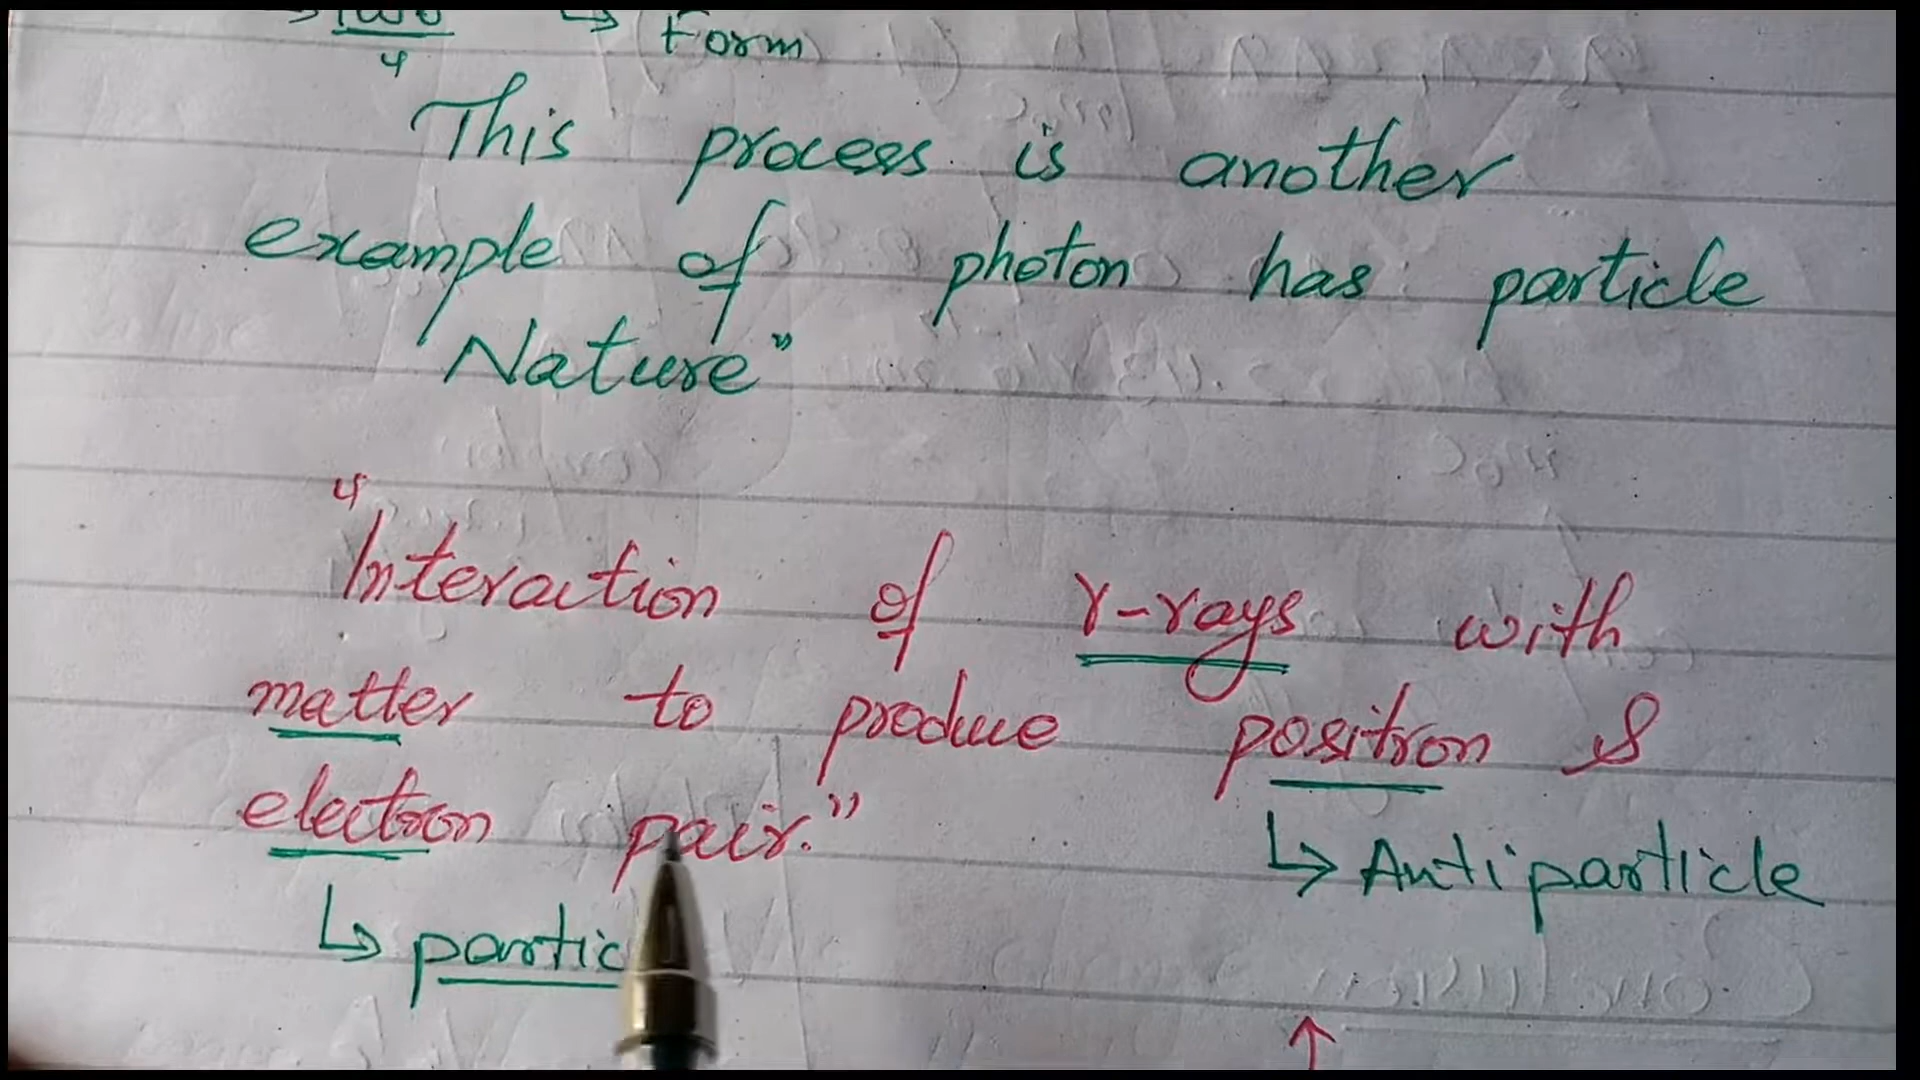 ↳ (Form)
This process is another
example of photon has particle
Nature"
"Interaction of γ-rays with
matter to produce positron &
electron pair."
↳ Antiparticle
↳ partic